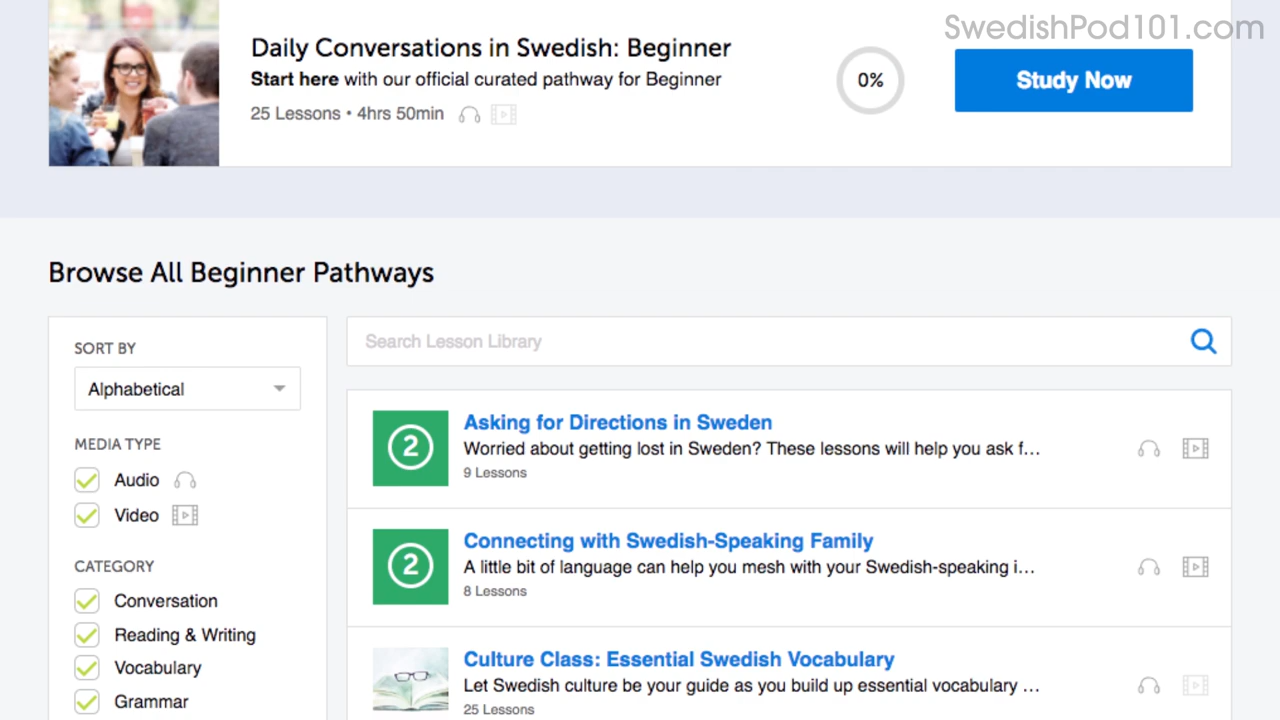 SwedishPod101.com
Daily Conversations in Swedish: Beginner
Start here with our official curated pathway for Beginner
25 Lessons • 4hrs 50min
0%
Study Now
Browse All Beginner Pathways
SORT BY
Alphabetical
MEDIA TYPE
Audio
Video
CATEGORY
Conversation
Reading & Writing
Vocabulary
Grammar
Search Lesson Library
2
Asking for Directions in Sweden
Worried about getting lost in Sweden? These lessons will help you ask f...
9 Lessons
2
Connecting with Swedish-Speaking Family
A little bit of language can help you mesh with your Swedish-speaking i...
8 Lessons
Culture Class: Essential Swedish Vocabulary
Let Swedish culture be your guide as you build up essential vocabulary ...
25 Lessons